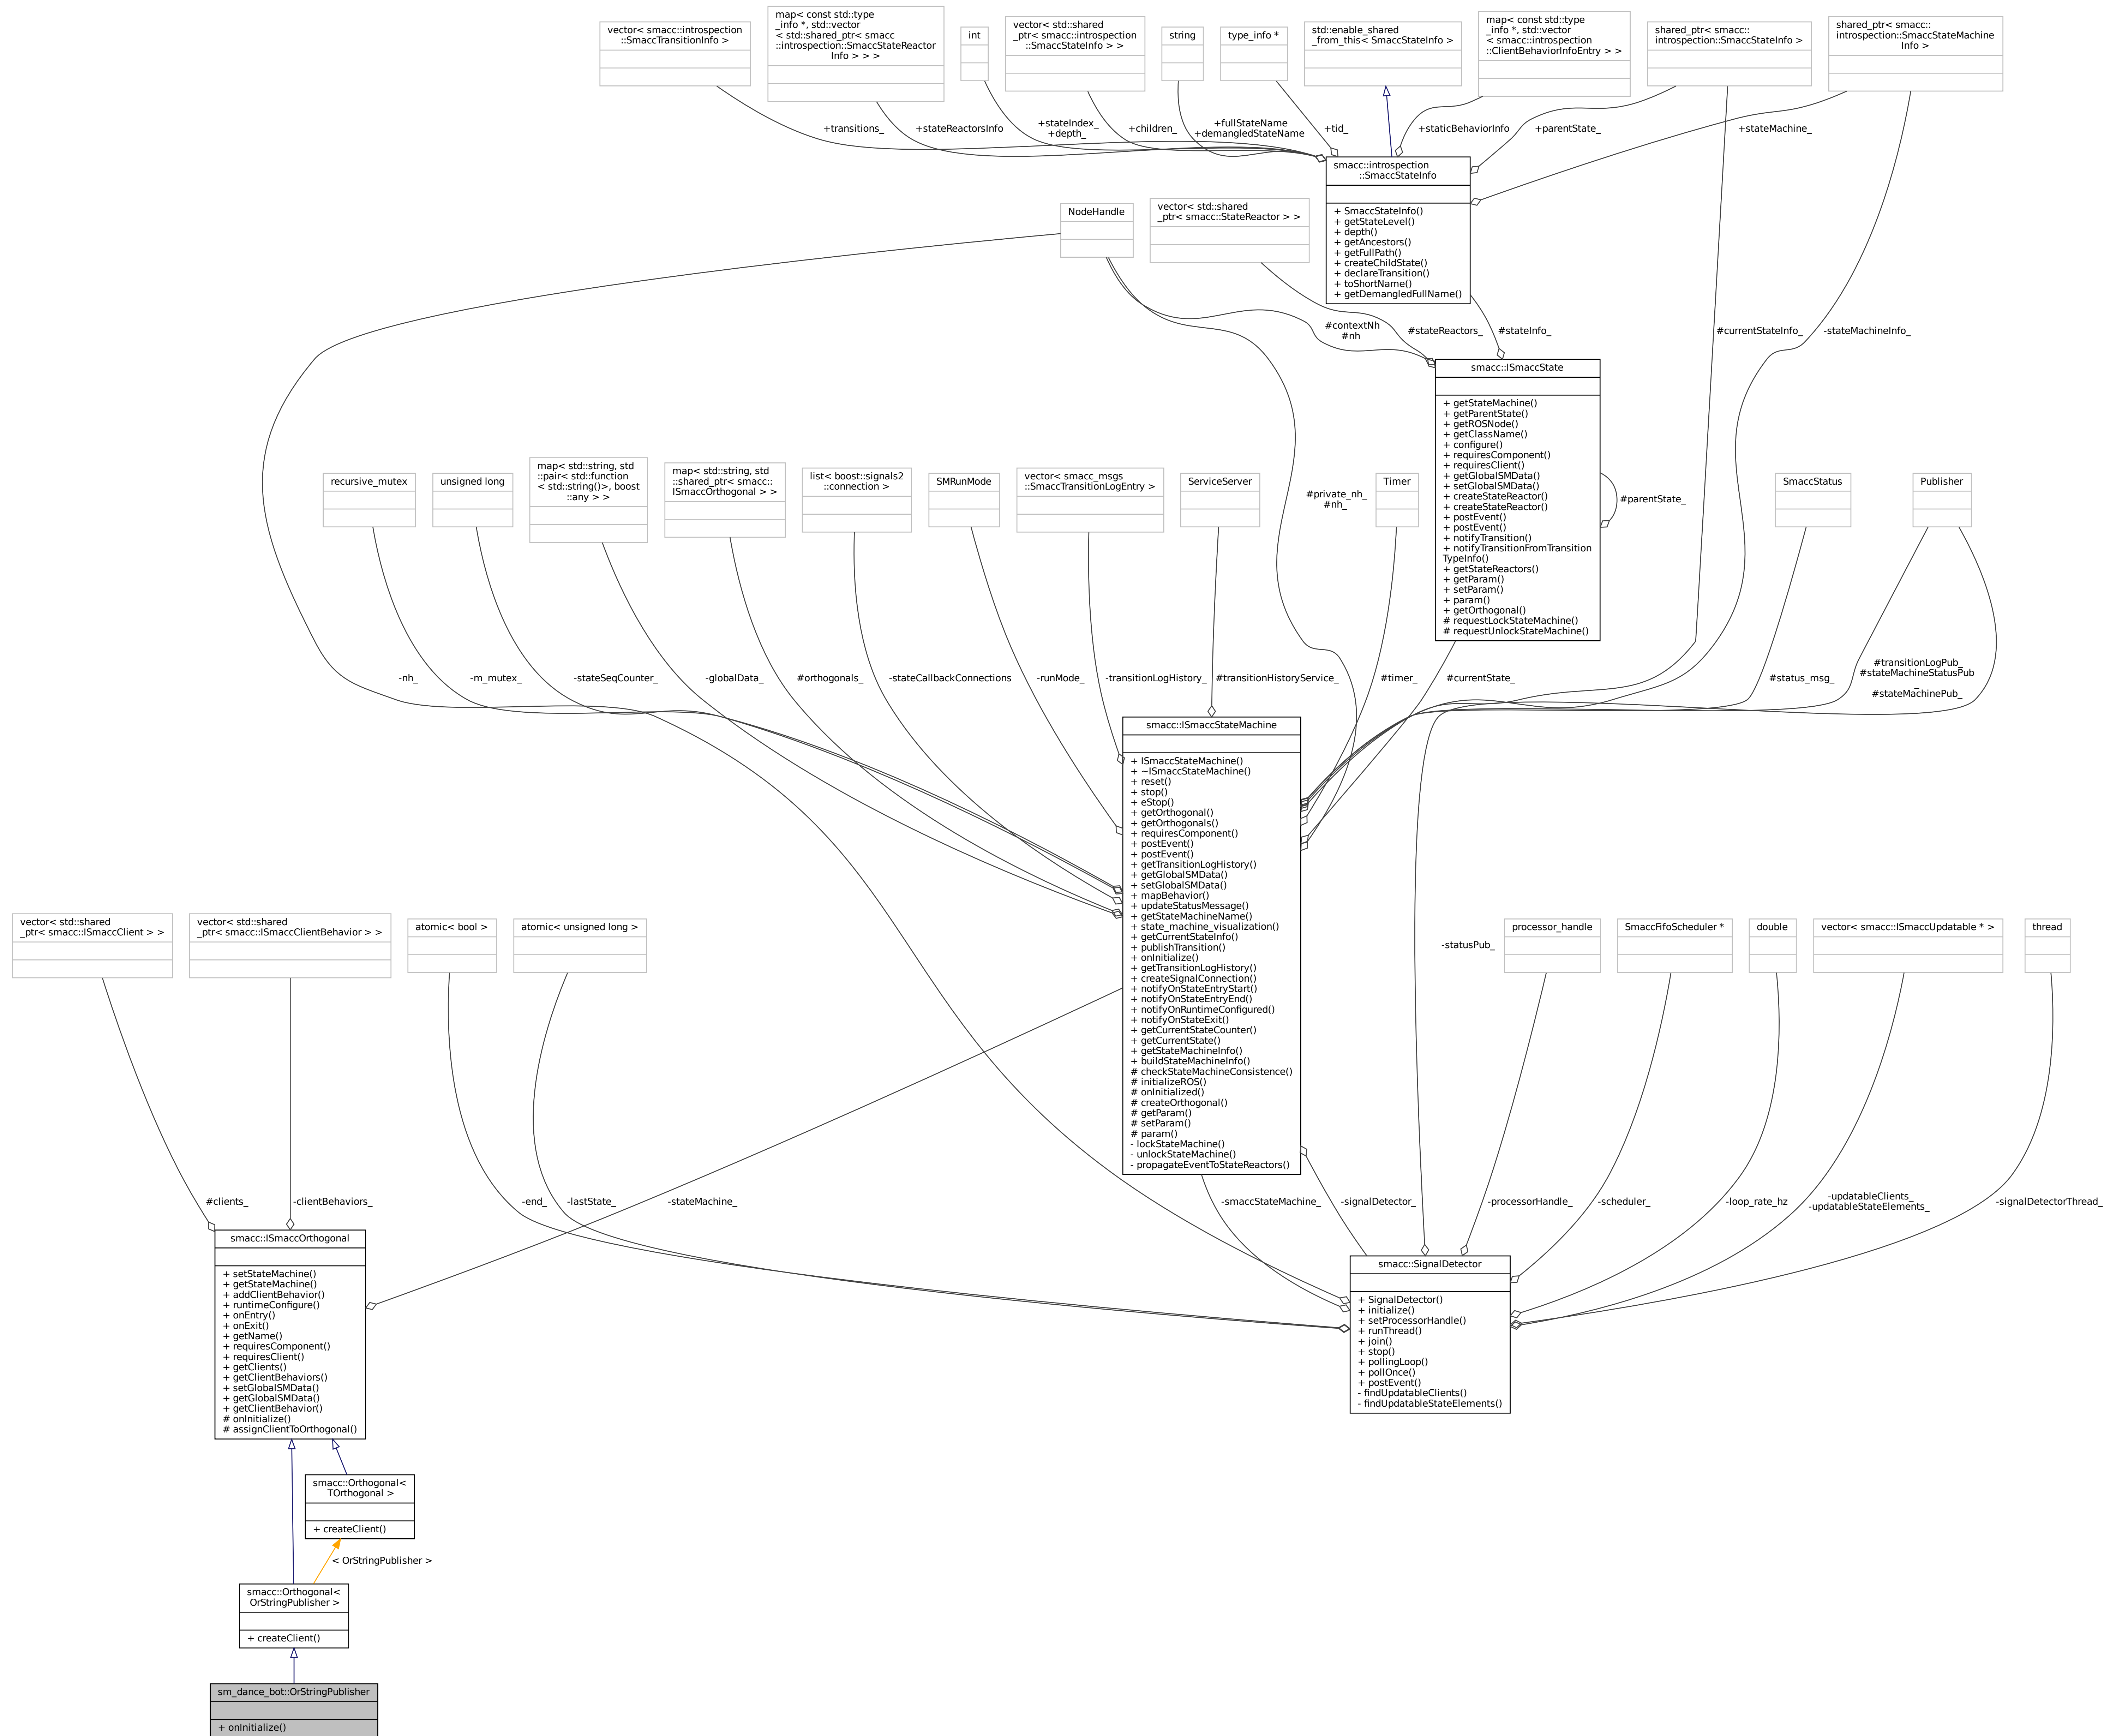 vector< smacc::introspection
::SmaccTransitionInfo >
map< const std::type
_info *, std::vector
< std::shared_ptr< smacc
::introspection::SmaccStateReactor
Info > > >
int
vector< std::shared
_ptr< smacc::introspection
::SmaccStateInfo > >
string
type_info *
std::enable_shared
_from_this< SmaccStateInfo >
map< const std::type
_info *, std::vector
< smacc::introspection
::ClientBehaviorInfoEntry > >
shared_ptr< smacc::
introspection::SmaccStateInfo >
shared_ptr< smacc::
introspection::SmaccStateMachine
Info >
+transitions_
+stateReactorsInfo
+stateIndex_
+depth_
+children_
+fullStateName
+demangledStateName
+tid_
+staticBehaviorInfo
+parentState_
+stateMachine_
smacc::introspection
::SmaccStateInfo
+ SmaccStateInfo()
+ getStateLevel()
+ depth()
+ getAncestors()
+ getFullPath()
+ createChildState()
+ declareTransition()
+ toShortName()
+ getDemangledFullName()
NodeHandle
vector< std::shared
_ptr< smacc::StateReactor > >
#contextNh
#nh
#stateReactors_
#stateInfo_
#currentStateInfo_
-stateMachineInfo_
smacc::ISmaccState
+ getStateMachine()
+ getParentState()
+ getROSNode()
+ getClassName()
+ configure()
+ requiresComponent()
+ requiresClient()
+ getGlobalSMData()
+ setGlobalSMData()
+ createStateReactor()
+ createStateReactor()
+ postEvent()
+ postEvent()
+ notifyTransition()
+ notifyTransitionFromTransition
TypeInfo()
+ getStateReactors()
+ getParam()
+ setParam()
+ param()
+ getOrthogonal()
# requestLockStateMachine()
# requestUnlockStateMachine()
#parentState_
recursive_mutex
unsigned long
map< std::string, std
::pair< std::function
< std::string()>, boost
::any > >
map< std::string, std
::shared_ptr< smacc::
ISmaccOrthogonal > >
list< boost::signals2
::connection >
SMRunMode
vector< smacc_msgs
::SmaccTransitionLogEntry >
ServiceServer
#private_nh_
#nh_
Timer
SmaccStatus
Publisher
-nh_
-m_mutex_
-stateSeqCounter_
-globalData_
#orthogonals_
-stateCallbackConnections
-runMode_
-transitionLogHistory_
#transitionHistoryService_
#timer_
#currentState_
#status_msg_
#transitionLogPub_
#stateMachineStatusPub
_
#stateMachinePub_
smacc::ISmaccStateMachine
+ ISmaccStateMachine()
+ ~ISmaccStateMachine()
+ reset()
+ stop()
+ eStop()
+ getOrthogonal()
+ getOrthogonals()
+ requiresComponent()
+ postEvent()
+ postEvent()
+ getTransitionLogHistory()
+ getGlobalSMData()
+ setGlobalSMData()
+ mapBehavior()
+ updateStatusMessage()
+ getStateMachineName()
+ state_machine_visualization()
+ getCurrentStateInfo()
+ publishTransition()
+ onInitialize()
+ getTransitionLogHistory()
+ createSignalConnection()
+ notifyOnStateEntryStart()
+ notifyOnStateEntryEnd()
+ notifyOnRuntimeConfigured()
+ notifyOnStateExit()
+ getCurrentStateCounter()
+ getCurrentState()
+ getStateMachineInfo()
+ buildStateMachineInfo()
# checkStateMachineConsistence()
# initializeROS()
# onInitialized()
# createOrthogonal()
# getParam()
# setParam()
# param()
- lockStateMachine()
- unlockStateMachine()
- propagateEventToStateReactors()
vector< std::shared
_ptr< smacc::ISmaccClient > >
vector< std::shared
_ptr< smacc::ISmaccClientBehavior > >
atomic< bool >
atomic< unsigned long >
-statusPub_
processor_handle
SmaccFifoScheduler *
double
vector< smacc::ISmaccUpdatable * >
thread
#clients_
-clientBehaviors_
-end_
-lastState_
-stateMachine_
-smaccStateMachine_
-signalDetector_
-processorHandle_
-scheduler_
-loop_rate_hz
-updatableClients_
-updatableStateElements_
-signalDetectorThread_
smacc::ISmaccOrthogonal
+ setStateMachine()
+ getStateMachine()
+ addClientBehavior()
+ runtimeConfigure()
+ onEntry()
+ onExit()
+ getName()
+ requiresComponent()
+ requiresClient()
+ getClients()
+ getClientBehaviors()
+ setGlobalSMData()
+ getGlobalSMData()
+ getClientBehavior()
# onInitialize()
# assignClientToOrthogonal()
smacc::SignalDetector
+ SignalDetector()
+ initialize()
+ setProcessorHandle()
+ runThread()
+ join()
+ stop()
+ pollingLoop()
+ pollOnce()
+ postEvent()
- findUpdatableClients()
- findUpdatableStateElements()
smacc::Orthogonal<
TOrthogonal >
+ createClient()
< OrStringPublisher >
smacc::Orthogonal<
OrStringPublisher >
+ createClient()
sm_dance_bot::OrStringPublisher
+ onInitialize()